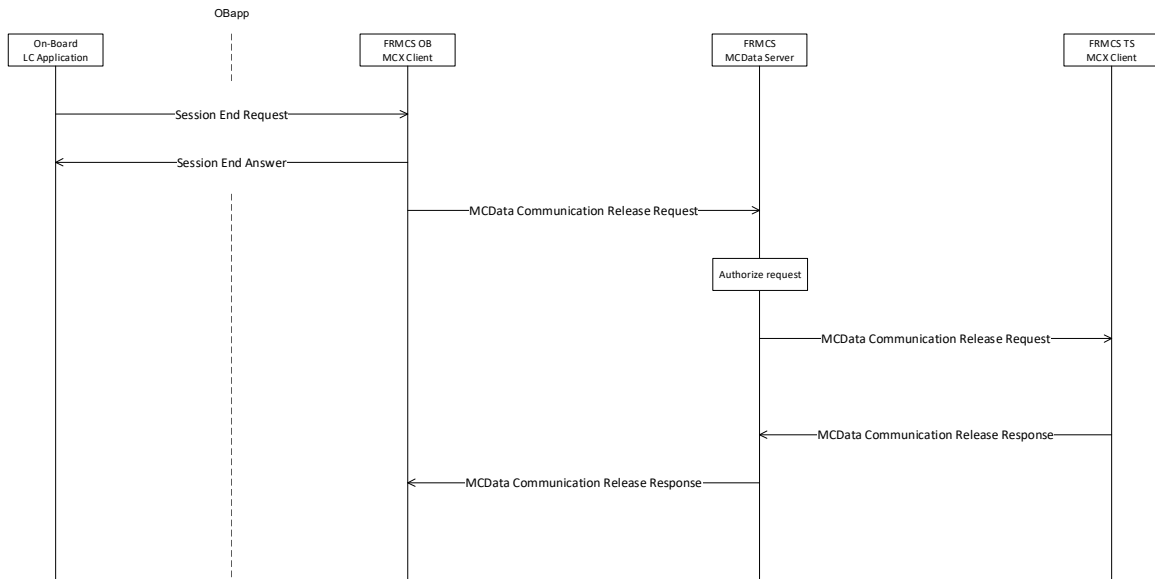 OBapp
On-Board
LC Application
FRMCS OB
MCX Client
FRMCS
MCData Server
FRMCS TS
MCX Client
Session End Request
Session End Answer
MCData Communication Release Request
Authorize request
MCData Communication Release Request
MCData Communication Release Response
MCData Communication Release Response